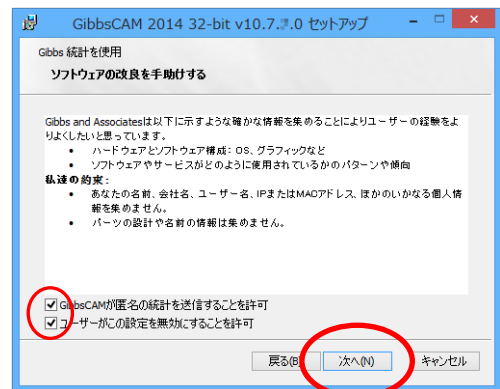 GibbsCAM 2014 32-bit v10.7.7.0 セットアップ
Gibbs 統計を使用
ソフトウェアの改良を手助けする
Gibbs and Associatesは以下に示すような確かな情報を集めることによりユーザーの経験をよ
りよくしたいと思っています。
• ハードウェアとソフトウェア構成: OS、グラフィックなど
• ソフトウェアやサービスがどのように使用されているかのパターンや傾向
私達の約束:
• あなたの名前、会社名、ユーザー名、IPまたはMACアドレス、ほかのいかなる個人情
報を集めません。
• パーツの設計や名前の情報は集めません。
GibbsCAMが匿名の統計を送信することを許可
ユーザーがこの設定を無効にすることを許可
戻る(B) 次へ(N) キャンセル